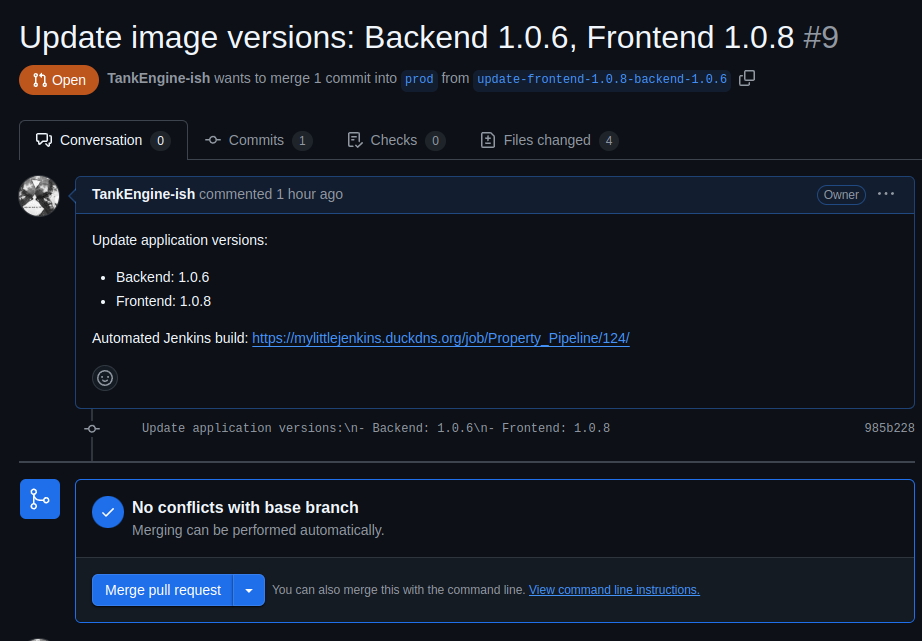 Update image versions: Backend 1.0.6, Frontend 1.0.8 #9
Open TankEngine-ish wants to merge 1 commit into prod from update-frontend-1.0.8-backend-1.0.6
Conversation 0 Commits 1 Checks 0 Files changed 4
TankEngine-ish commented 1 hour ago Owner ···
Update application versions:
• Backend: 1.0.6
• Frontend: 1.0.8
Automated Jenkins build: https://mylittlejenkins.duckdns.org/job/Property_Pipeline/124/
Update application versions:\n- Backend: 1.0.6\n- Frontend: 1.0.8 985b228
No conflicts with base branch
Merging can be performed automatically.
Merge pull request You can also merge this with the command line. View command line instructions.